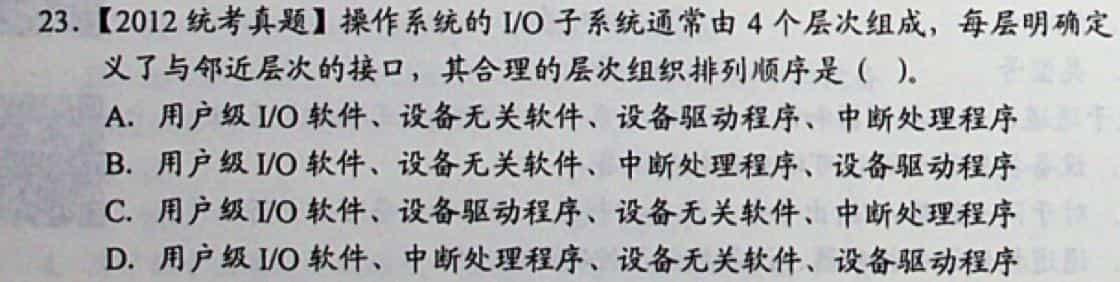 23.【2012 统考真题】操作系统的 I/O 子系统通常由 4 个层次组成，每层明确定
义了与邻近层次的接口，其合理的层次组织排列顺序是（ ）。
A. 用户级 I/O 软件、设备无关软件、设备驱动程序、中断处理程序
B. 用户级 I/O 软件、设备无关软件、中断处理程序、设备驱动程序
C. 用户级 I/O 软件、设备驱动程序、设备无关软件、中断处理程序
D. 用户级 I/O 软件、中断处理程序、设备无关软件、设备驱动程序